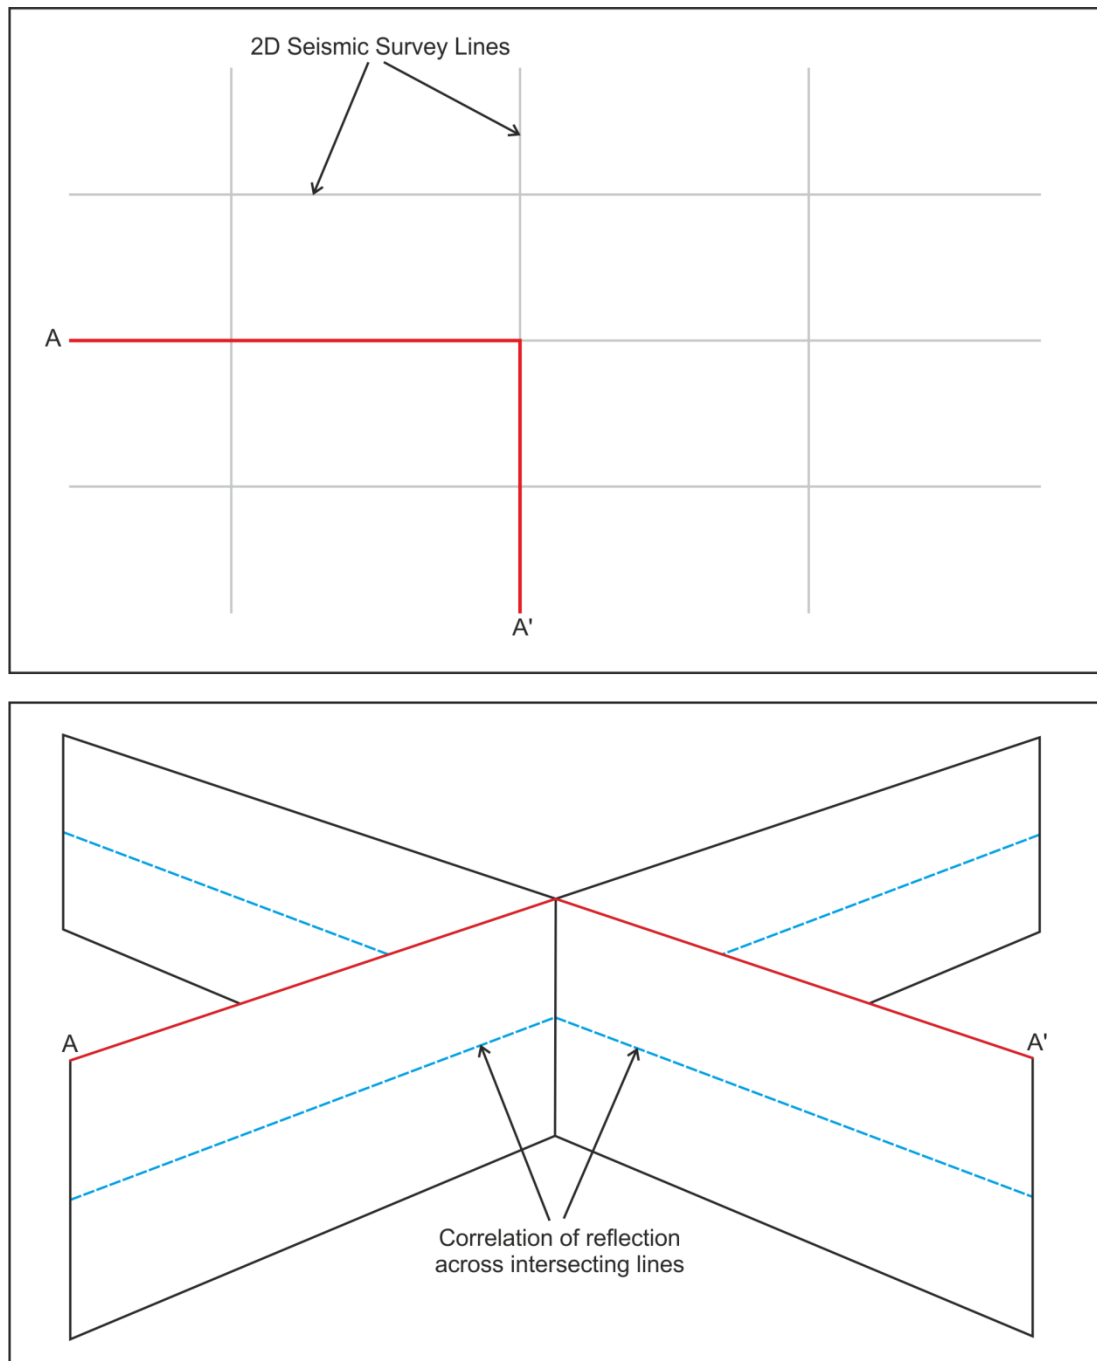 2D Seismic Survey Lines
A
A'
A
A'
Correlation of reflection
across intersecting lines